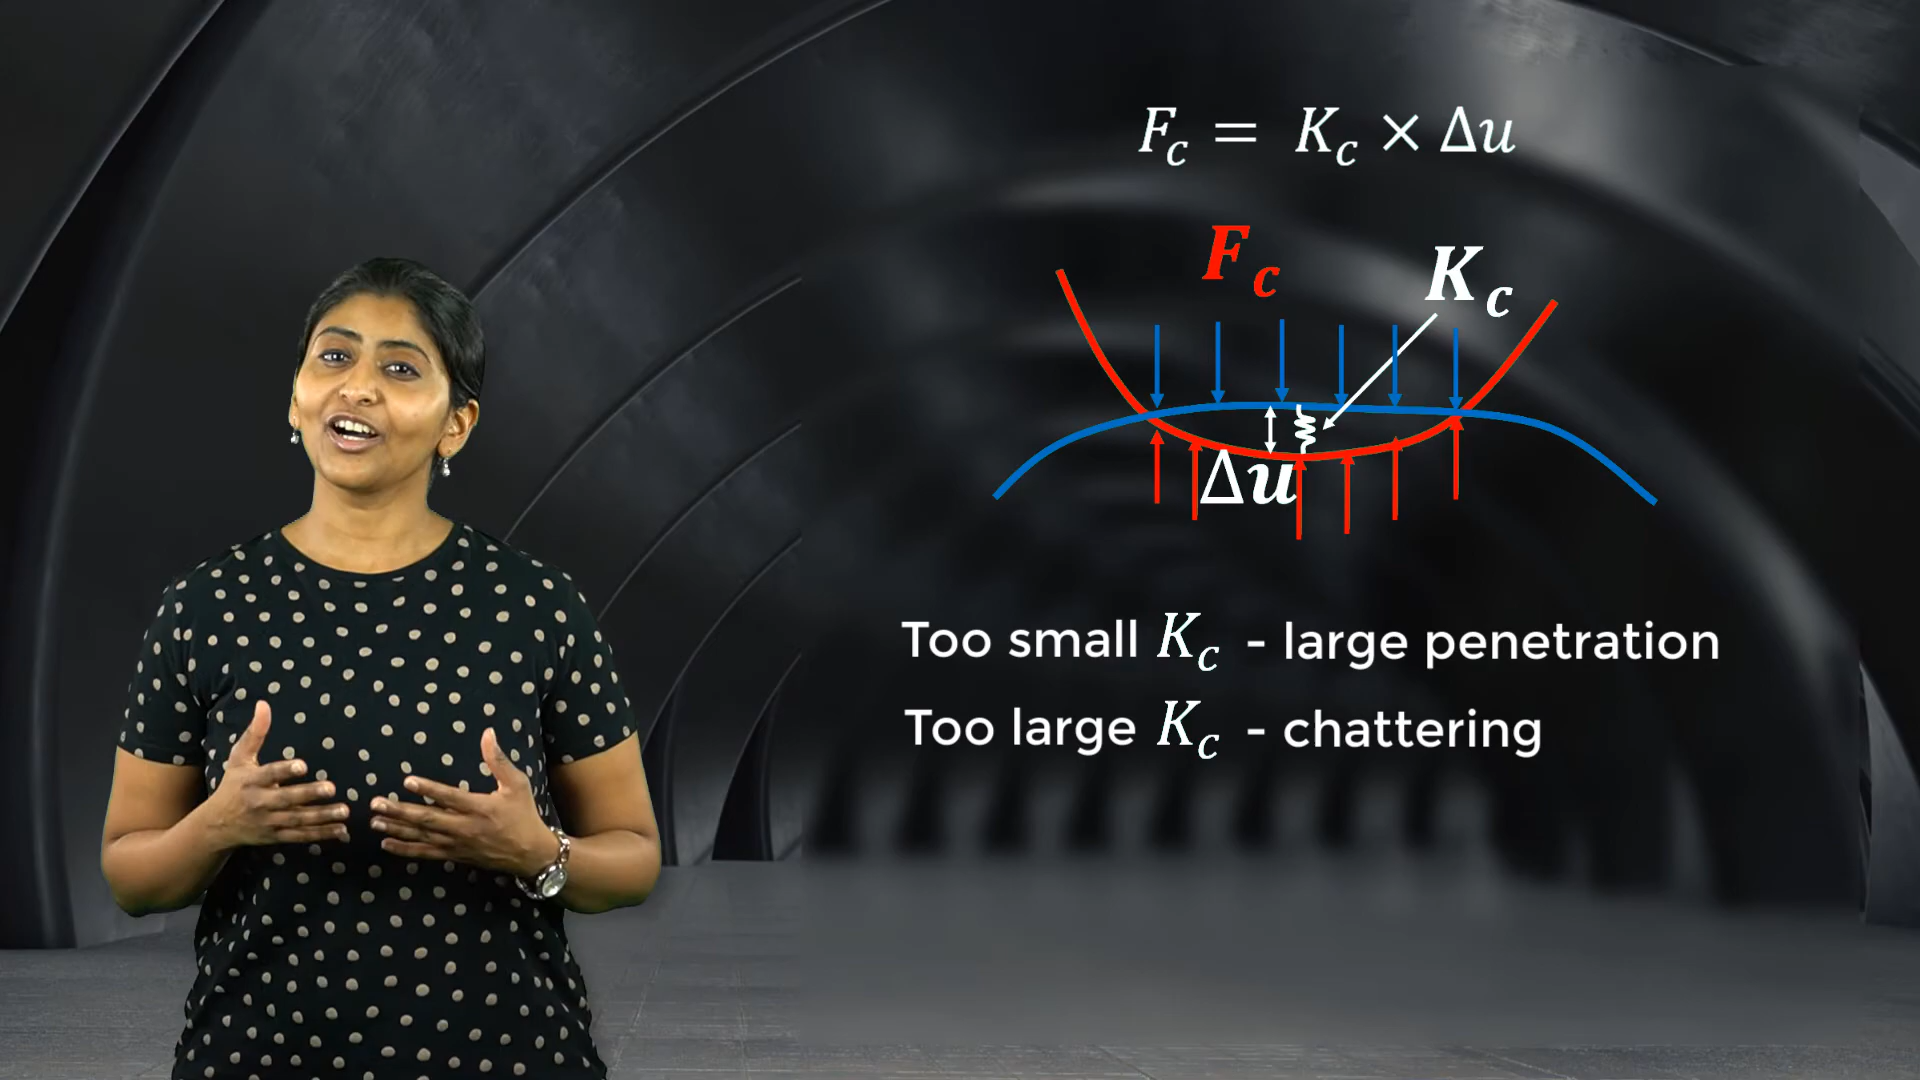 F_c = K_c × Δu
F_c
K_c
Δu
Too small K_c - large penetration
Too large K_c - chattering